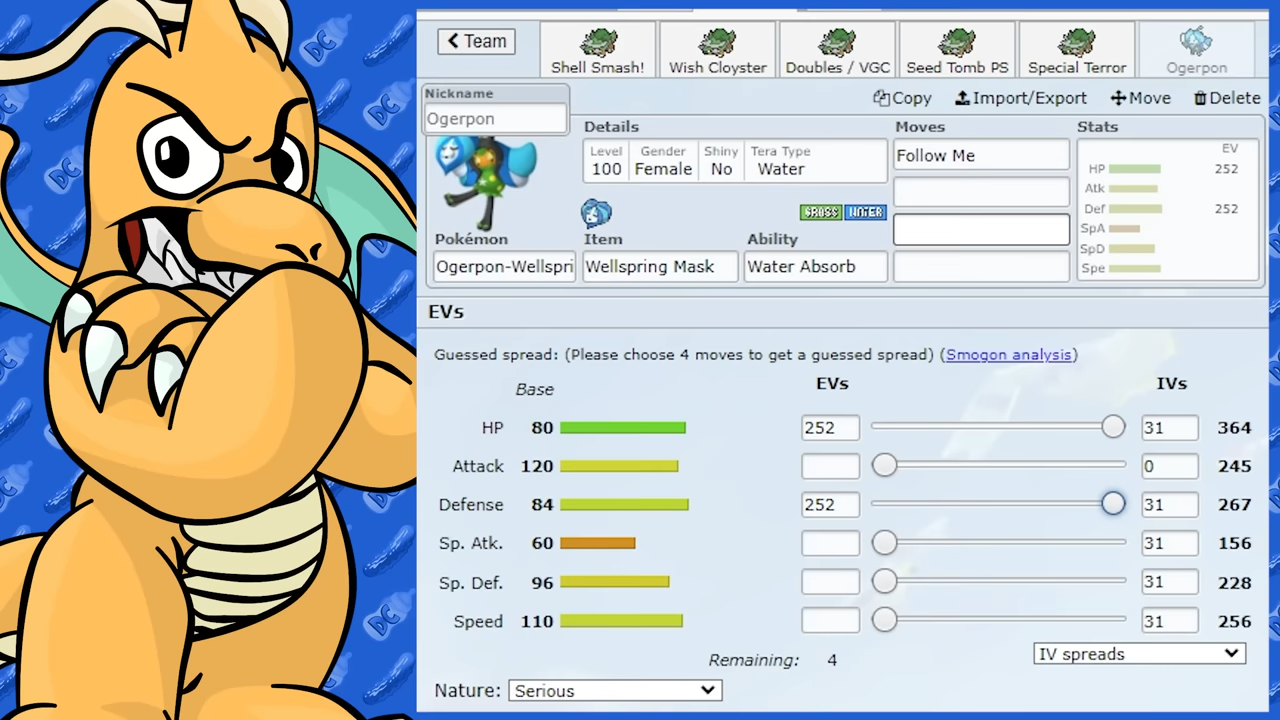 Team
Shell Smash!
Wish Cloyster
Doubles / VGC
Seed Tomb PS
Special Terror
Ogerpon
Nickname
Ogerpon
Copy
Import/Export
Move
Delete
Details
Level
100
Gender
Female
Shiny
No
Tera Type
Water
GRASS
WATER
Pokémon
Ogerpon-Wellspri
Item
Wellspring Mask
Ability
Water Absorb
Moves
Follow Me
Stats
EV
HP 252
Atk
Def 252
SpA
SpD
Spe
EVs
Guessed spread: (Please choose 4 moves to get a guessed spread) (Smogon analysis)
Base EVs IVs
HP 80 252 31 364
Attack 120 0 245
Defense 84 252 31 267
Sp. Atk. 60 31 156
Sp. Def. 96 31 228
Speed 110 31 256
Remaining: 4
IV spreads
Nature: Serious
DC
DC
DC
DC
DC